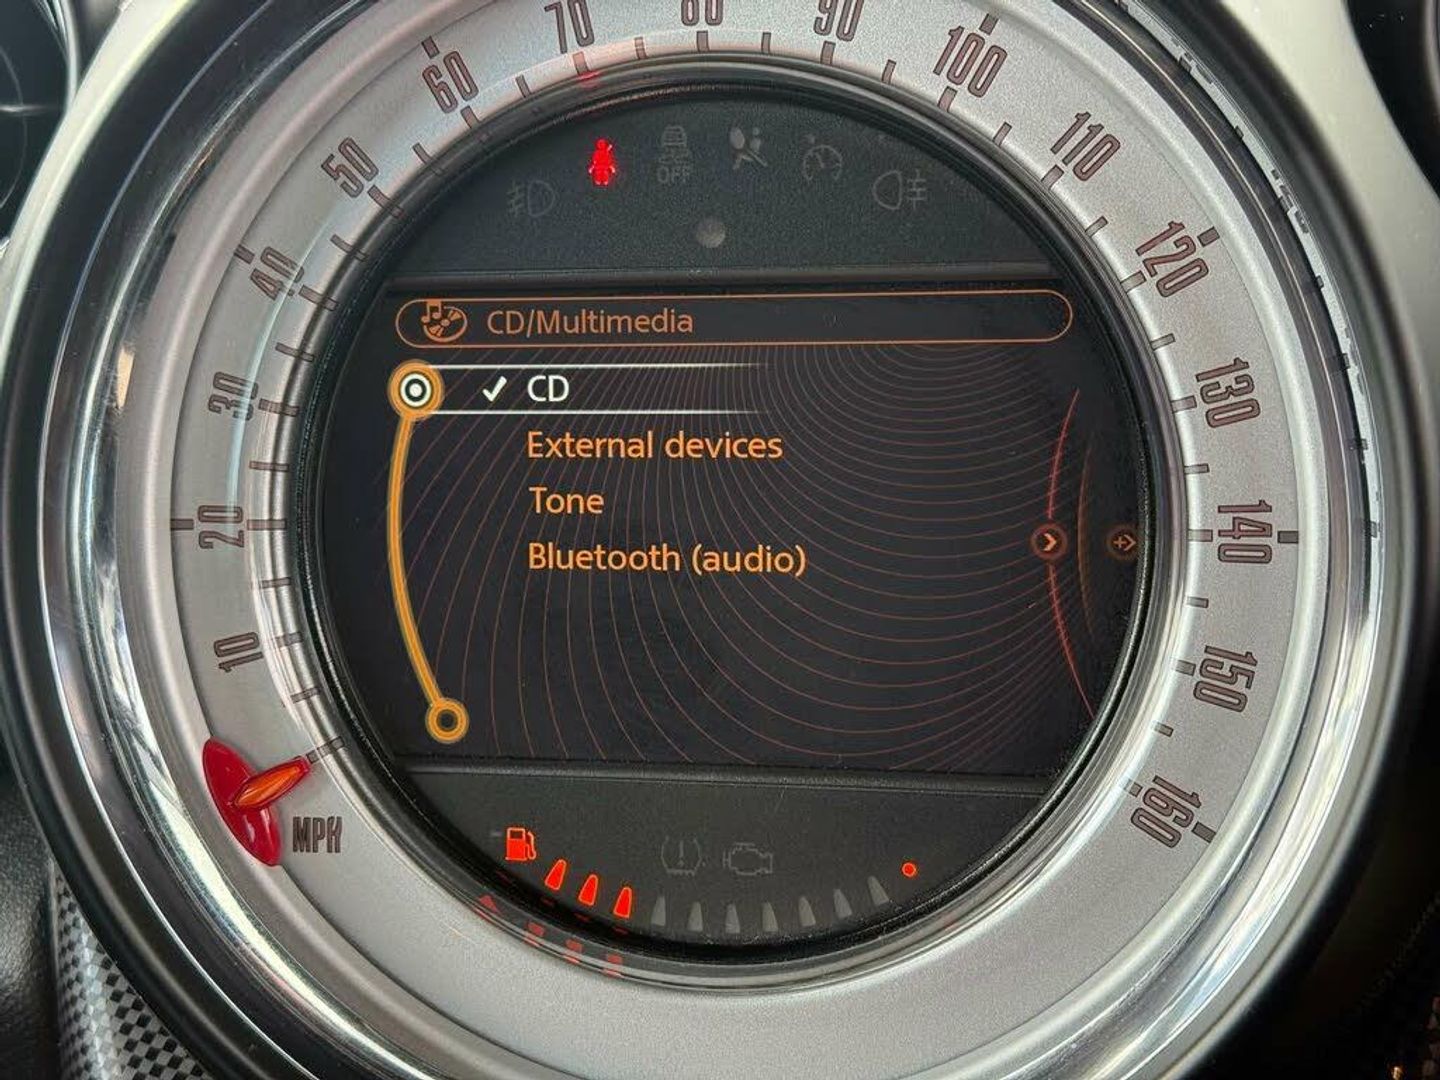 70
80
90
60
100
50
110
OFF
40
120
CD/Multimedia
30
CD
130
External devices
Tone
20
140
Bluetooth (audio)
10
150
160
MPH